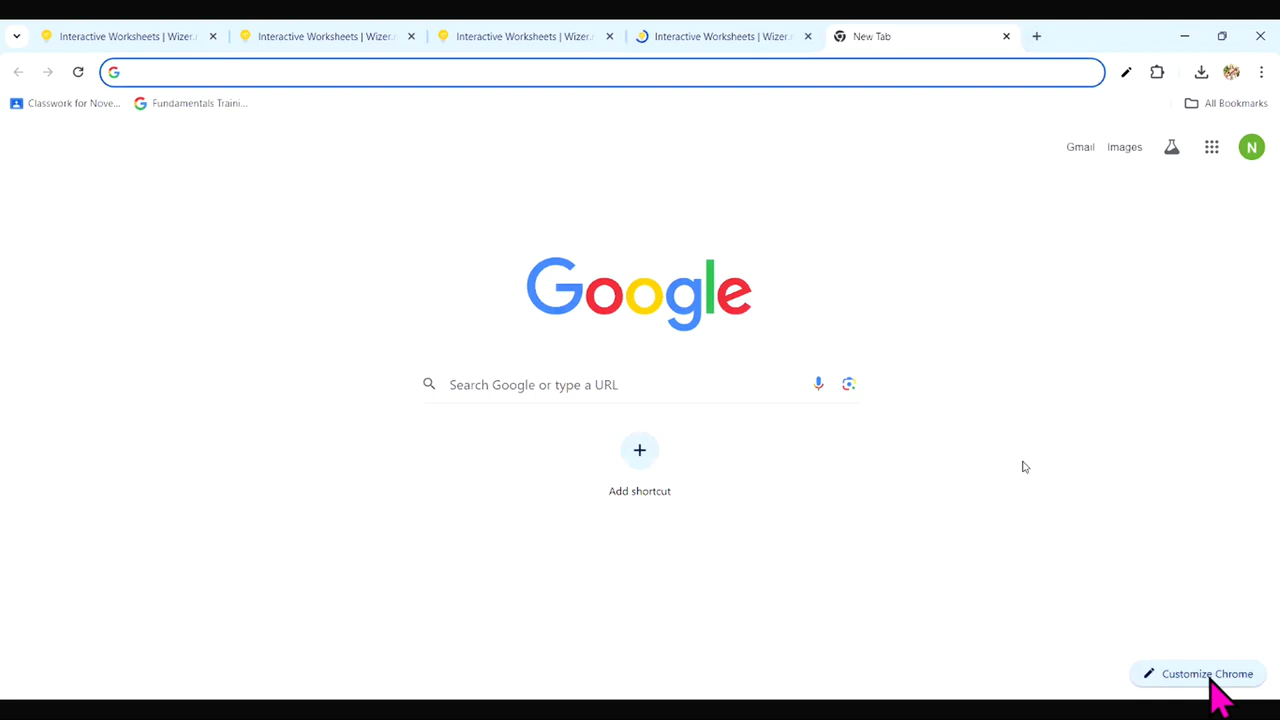 Interactive Worksheets | Wizer.
Interactive Worksheets | Wizer.
Interactive Worksheets | Wizer.
Interactive Worksheets | Wizer.
New Tab
Classwork for Nove...
Fundamentals Traini...
All Bookmarks
Gmail
Images
N
Google
Search Google or type a URL
Add shortcut
Customize Chrome